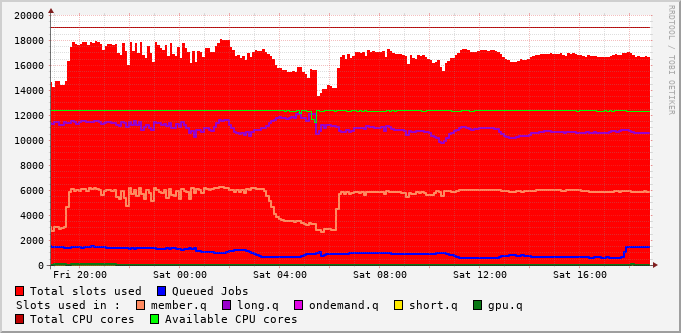 20000
18000
16000
14000
12000
10000
8000
6000
4000
2000
0
Fri 20:00 Sat 00:00 Sat 04:00 Sat 08:00 Sat 12:00 Sat 16:00
Total slots used Queued Jobs
Slots used in : member.q long.q ondemand.q short.q gpu.q
Total CPU cores Available CPU cores
RRDTOOL / TOBI OETIKER